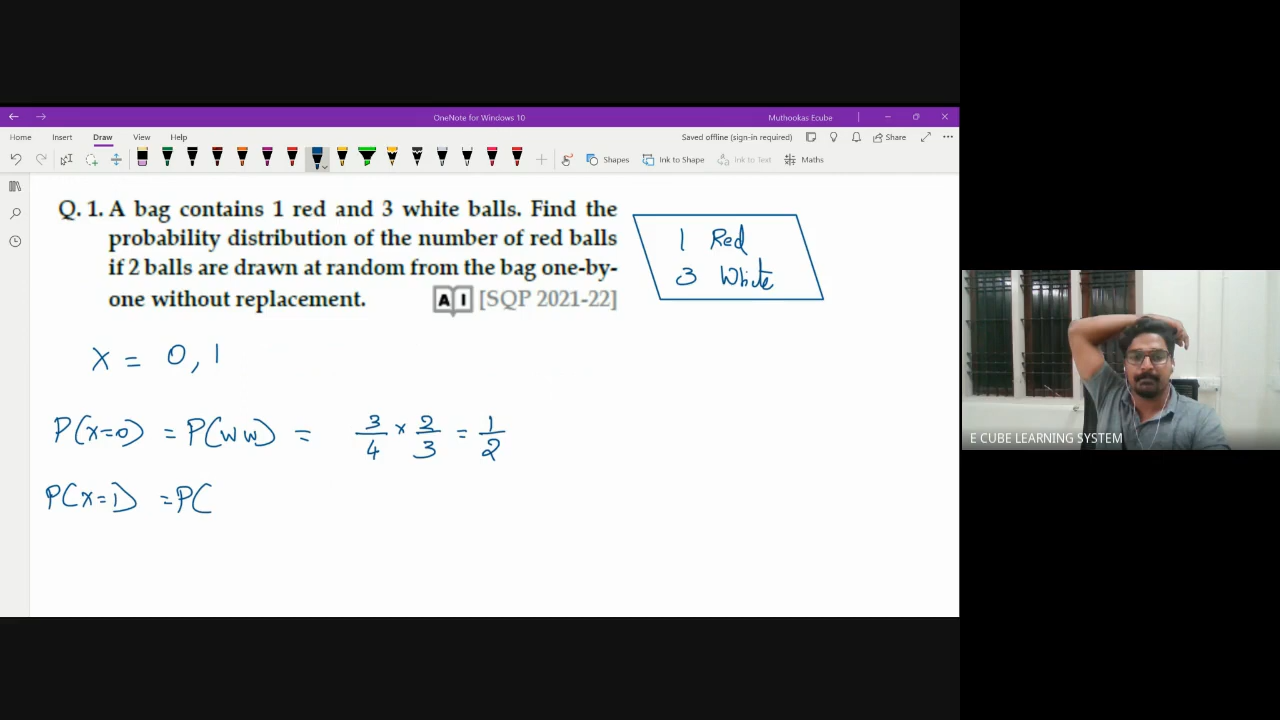 OneNote for Windows 10
Muthookas Ecube
Home Insert Draw View Help
Saved offline (sign-in required) Share
Shapes Ink to Shape Ink to Text Maths
Q. 1. A bag contains 1 red and 3 white balls. Find the
probability distribution of the number of red balls
if 2 balls are drawn at random from the bag one-by-
one without replacement. AI [SQP 2021-22]
1 Red
3 White
X = 0, 1
P(X=0) = P(WW) = 3/4 × 2/3 = 1/2
P(X=1) = P(
E CUBE LEARNING SYSTEM